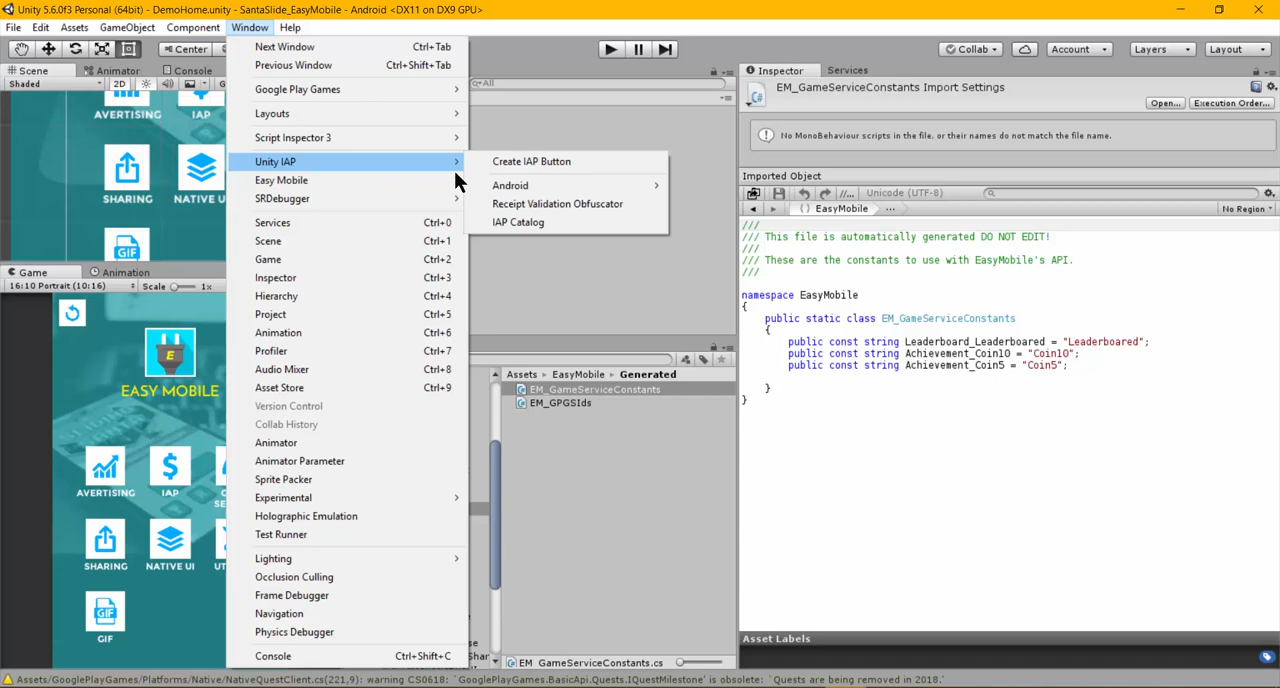 Unity 5.6.0f3 Personal (64bit) - DemoHome.unity - SantaSlide_EasyMobile - Android <DX11 on DX9 GPU>
File Edit Assets GameObject Component Window Help
Center
Collab
Account
Layers
Layout
Scene
Animator
Console
Shaded
2D
AVERTISING
IAP
SHARING
NATIVE U
GIF
Game
Animation
16:10 Portrait (10:16)
Scale
1x
EASY MOBILE
AVERTISING
IAP
SHARING
NATIVE UI
GIF
Next Window Ctrl+Tab
Previous Window Ctrl+Shift+Tab
Google Play Games
Layouts
Script Inspector 3
Unity IAP
Easy Mobile
SRDebugger
Services Ctrl+0
Scene Ctrl+1
Game Ctrl+2
Inspector Ctrl+3
Hierarchy Ctrl+4
Project Ctrl+5
Animation Ctrl+6
Profiler Ctrl+7
Audio Mixer Ctrl+8
Asset Store Ctrl+9
Version Control
Collab History
Animator
Animator Parameter
Sprite Packer
Experimental
Holographic Emulation
Test Runner
Lighting
Occlusion Culling
Frame Debugger
Navigation
Physics Debugger
Console Ctrl+Shift+C
Create IAP Button
Android
Receipt Validation Obfuscator
IAP Catalog
All
Assets EasyMobile Generated
EM_GameServiceConstants
EM_GPGSIds
EM_GameServiceConstants.cs
Inspector
Services
EM_GameServiceConstants Import Settings
Open...
Execution Order...
No MonoBehaviour scripts in the file, or their names do not match the file name.
Imported Object
//...
Unicode (UTF-8)
() EasyMobile
...
No Region
///
/// This file is automatically generated DO NOT EDIT!
///
/// These are the constants to use with EasyMobile's API.
///
namespace EasyMobile
{
public static class EM_GameServiceConstants
{
public const string Leaderboard_Leaderboared = "Leaderboared";
public const string Achievement_Coin10 = "Coin10";
public const string Achievement_Coin5 = "Coin5";
}
}
Asset Labels
Assets/GooglePlayGames/Platforms/Native/NativeQuestClient.cs(221,9): warning CS0618: `GooglePlayGames.BasicApi.Quests.IQuestMilestone' is obsolete: `Quests are being removed in 2018.'